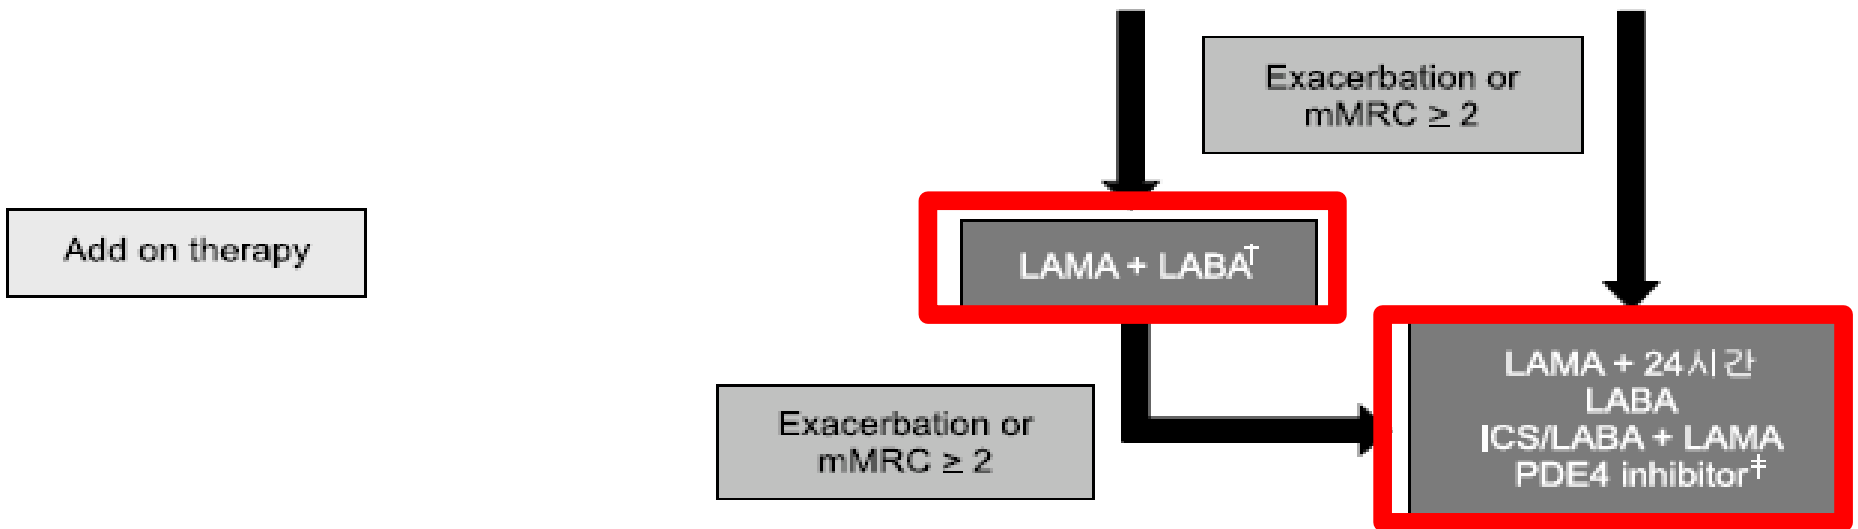 Exacerbation or
mMRC ≥ 2
Add on therapy
LAMA + LABA†
Exacerbation or
mMRC ≥ 2
LAMA + 24시간
LABA
ICS/LABA + LAMA
PDE4 inhibitor‡